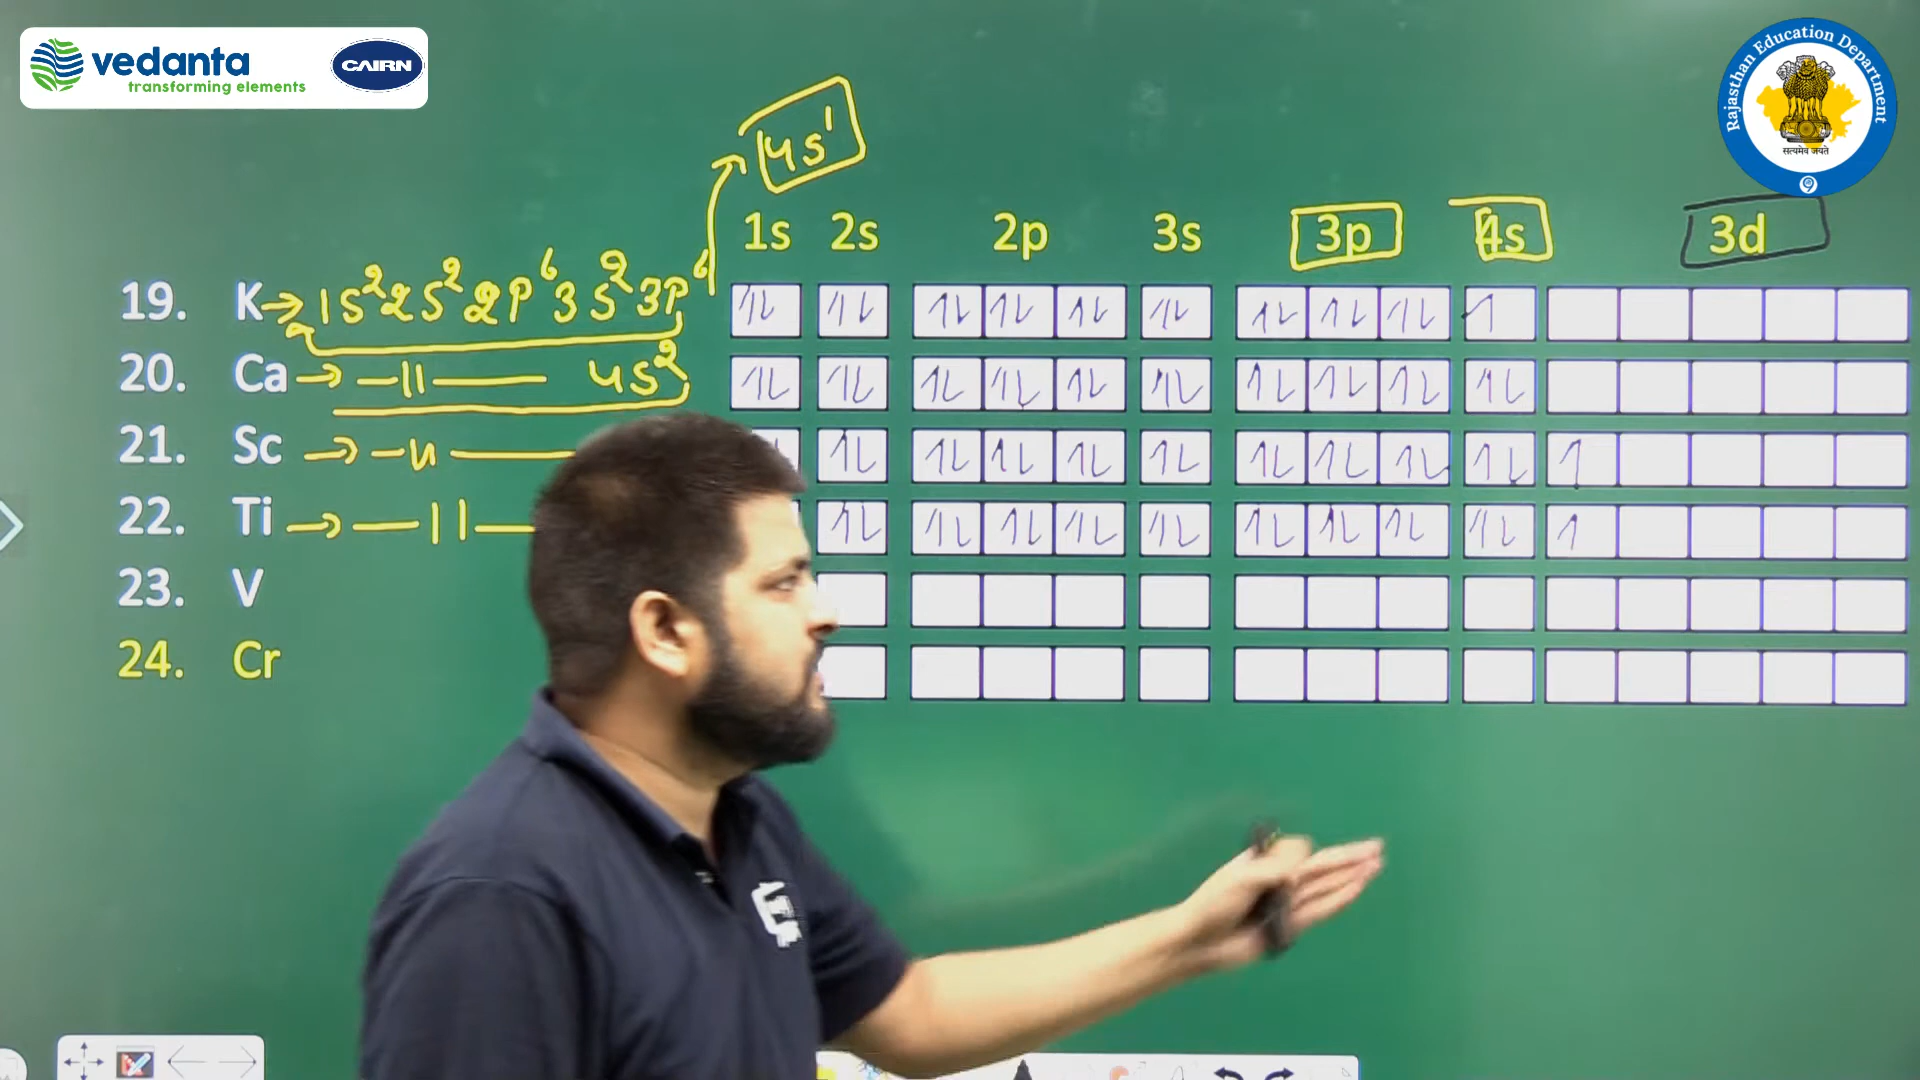 vedanta
transforming elements
CAIRN
Rajasthan Education Department
सत्यमेव जयते
4s¹
1s 2s 2p 3s 3p 4s 3d
19. K → 1s² 2s² 2p⁶ 3s² 3p⁶
20. Ca → —11— 4s²
21. Sc → —11—
22. Ti → —11—
23. V
24. Cr